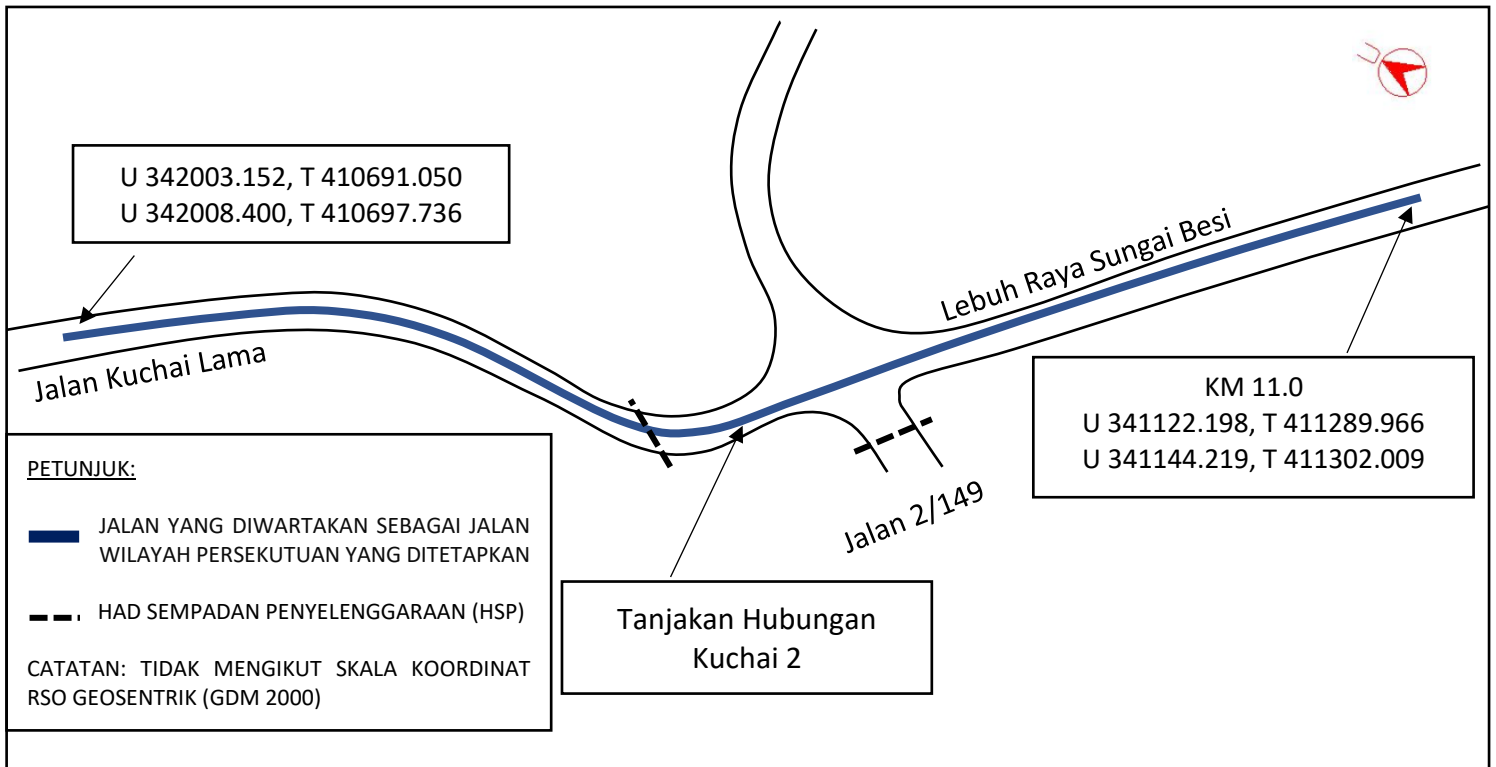 U
U 342003.152, T 410691.050
U 342008.400, T 410697.736
Lebuh Raya Sungai Besi
Jalan Kuchai Lama
KM 11.0
U 341122.198, T 411289.966
U 341144.219, T 411302.009
Jalan 2/149
Tanjakan Hubungan
Kuchai 2
PETUNJUK:
JALAN YANG DIWARTAKAN SEBAGAI JALAN
WILAYAH PERSEKUTUAN YANG DITETAPKAN
HAD SEMPADAN PENYELENGGARAAN (HSP)
CATATAN: TIDAK MENGIKUT SKALA KOORDINAT
RSO GEOSENTRIK (GDM 2000)